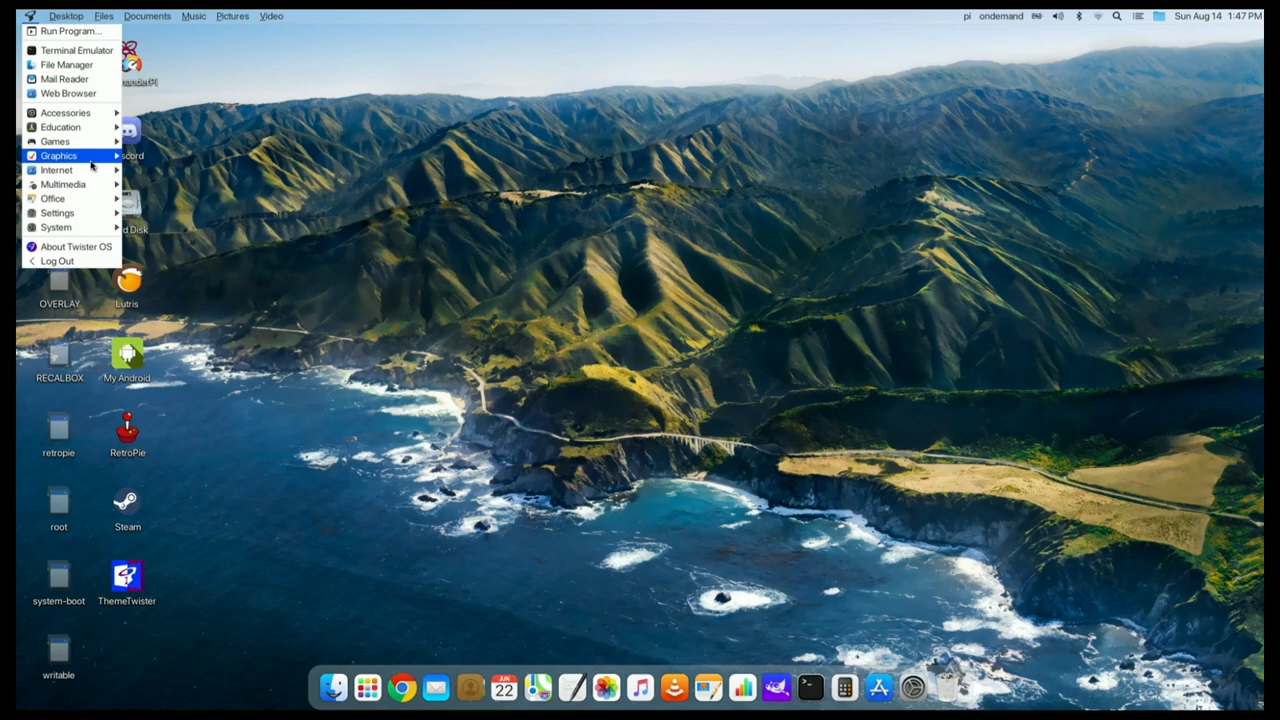 Desktop Files Documents Music Pictures Video
pi ondemand Sun Aug 14 1:47 PM
Run Program...
Terminal Emulator
File Manager
Mail Reader
Web Browser
Accessories
Education
Games
Graphics
Internet
Multimedia
Office
Settings
System
About Twister OS
Log Out
OVERLAY Lutris
RECALBOX My Android
retropie RetroPie
root Steam
system-boot ThemeTwister
writable
JUN
22